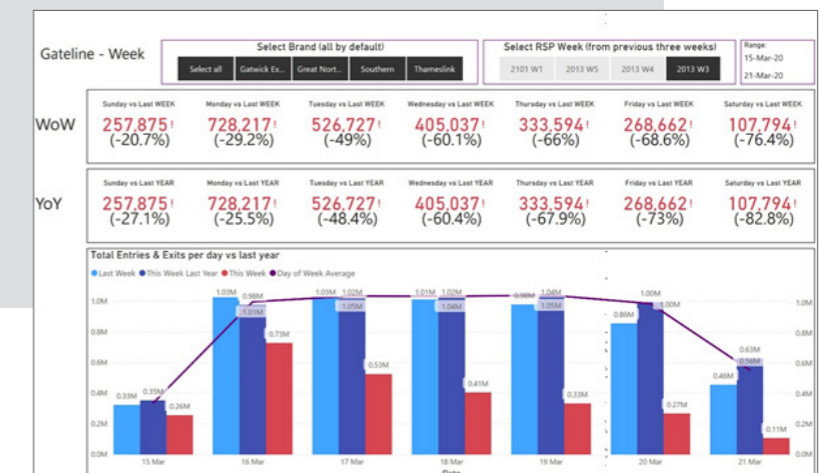 Gateline - Week
Select Brand (all by default)
Select all Gatwick Ex... Great Nort... Southern Thameslink
Select RSP Week (from previous three weeks)
2101 W1 2013 W5 2013 W4 2013 W3
Range:
15-Mar-20
21-Mar-20
WoW
Sunday vs Last WEEK Monday vs Last WEEK Tuesday vs Last WEEK Wednesday vs Last WEEK Thursday vs Last WEEK Friday vs Last WEEK Saturday vs Last WEEK
257,875! 728,217! 526,727! 405,037! 333,594! 268,662! 107,794!
(-20.7%) (-29.2%) (-49%) (-60.1%) (-66%) (-68.6%) (-76.4%)
YoY
Sunday vs Last YEAR Monday vs Last YEAR Tuesday vs Last YEAR Wednesday vs Last YEAR Thursday vs Last YEAR Friday vs Last YEAR Saturday vs Last YEAR
257,875! 728,217! 526,727! 405,037! 333,594! 268,662! 107,794!
(-27.1%) (-25.5%) (-48.4%) (-60.4%) (-67.9%) (-73%) (-82.8%)
Total Entries & Exits per day vs last year
Last Week This Week Last Year This Week Day of Week Average
1.03M 0.98M 1.03M 1.02M 1.01M 1.02M 0.98M 1.04M 1.00M
1.0M 1.01M 1.05M 1.04M 1.05M 1.00M 1.0M
0.8M 0.73M 0.86M 0.8M
0.6M 0.53M 0.63M 0.6M
0.56M
0.4M 0.33M 0.35M 0.41M 0.46M 0.4M
0.26M 0.33M 0.27M
0.2M 0.11M 0.2M
0.0M 0.0M
15 Mar 16 Mar 17 Mar 18 Mar 19 Mar 20 Mar 21 Mar
Date